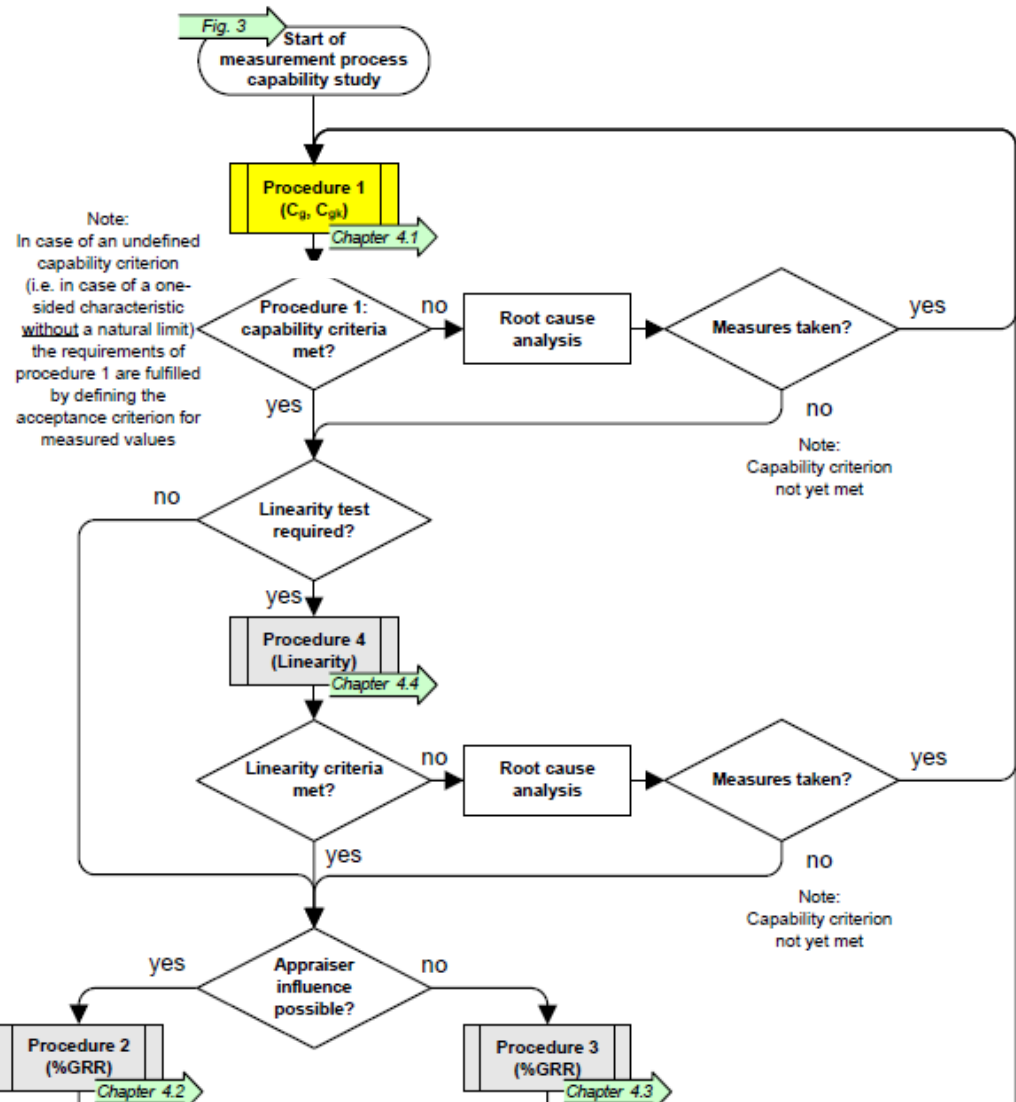 Fig. 3
Start of
measurement process
capability study
Procedure 1
(Cg, Cgk)
Chapter 4.1
Note:
In case of an undefined
capability criterion
(i.e. in case of a one-
sided characteristic
without a natural limit)
the requirements of
procedure 1 are fulfilled
by defining the
acceptance criterion for
measured values
Procedure 1:
capability criteria
met?
no
Root cause
analysis
Measures taken?
yes
yes
no
Note:
Capability criterion
not yet met
no
Linearity test
required?
yes
Procedure 4
(Linearity)
Chapter 4.4
Linearity criteria
met?
no
Root cause
analysis
Measures taken?
yes
yes
no
Note:
Capability criterion
not yet met
yes
Appraiser
influence
possible?
no
Procedure 2
(%GRR)
Chapter 4.2
Procedure 3
(%GRR)
Chapter 4.3